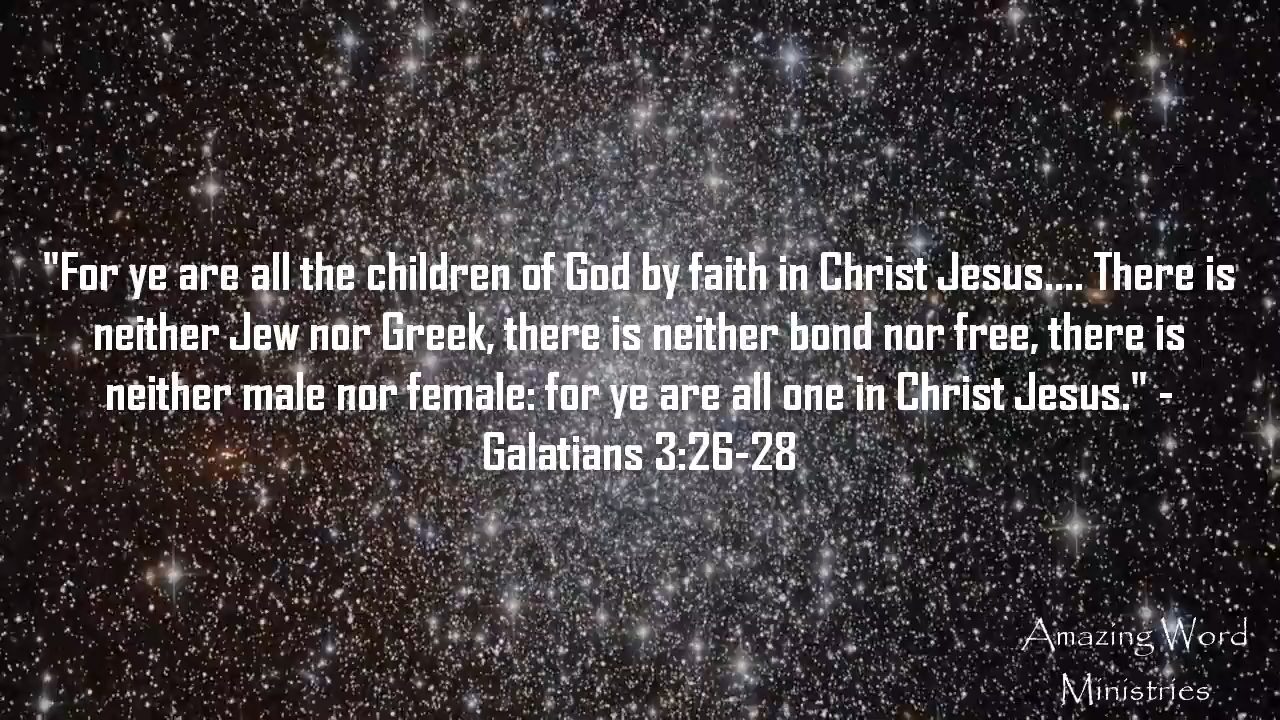 "For ye are all the children of God by faith in Christ Jesus.... There is
neither Jew nor Greek, there is neither bond nor free, there is
neither male nor female: for ye are all one in Christ Jesus." -
Galatians 3:26-28
Amazing Word
Ministries